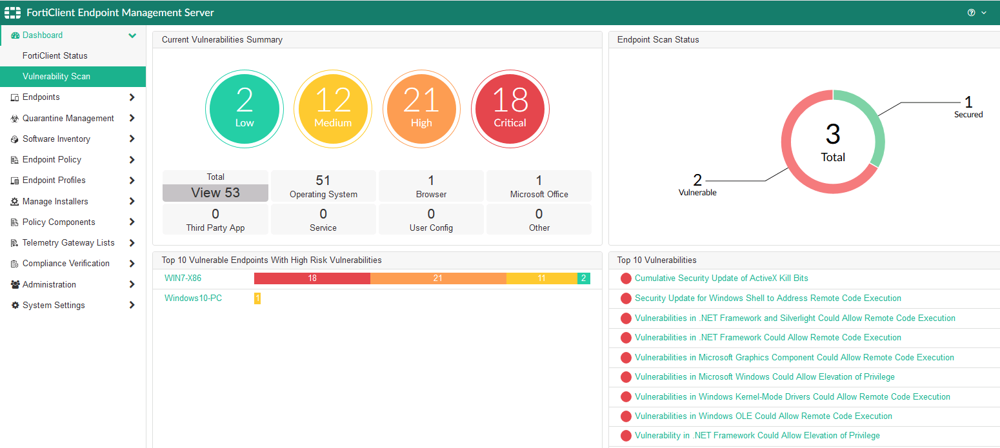 FortiClient Endpoint Management Server
Dashboard
FortiClient Status
Vulnerability Scan
Endpoints
Quarantine Management
Software Inventory
Endpoint Policy
Endpoint Profiles
Manage Installers
Policy Components
Telemetry Gateway Lists
Compliance Verification
Administration
System Settings
Current Vulnerabilities Summary
2
Low
12
Medium
21
High
18
Critical
Total
View 53
51
Operating System
1
Browser
1
Microsoft Office
0
Third Party App
0
Service
0
User Config
0
Other
Endpoint Scan Status
3
Total
1
Secured
2
Vulnerable
Top 10 Vulnerable Endpoints With High Risk Vulnerabilities
WIN7-X86 18 21 11 2
Windows10-PC 1
Top 10 Vulnerabilities
Cumulative Security Update of ActiveX Kill Bits
Security Update for Windows Shell to Address Remote Code Execution
Vulnerabilities in .NET Framework and Silverlight Could Allow Remote Code Execution
Vulnerabilities in .NET Framework Could Allow Remote Code Execution
Vulnerabilities in Microsoft Graphics Component Could Allow Remote Code Execution
Vulnerabilities in Microsoft Windows Could Allow Elevation of Privilege
Vulnerabilities in Windows Kernel-Mode Drivers Could Allow Remote Code Execution
Vulnerabilities in Windows OLE Could Allow Remote Code Execution
Vulnerability in .NET Framework Could Allow Elevation of Privilege